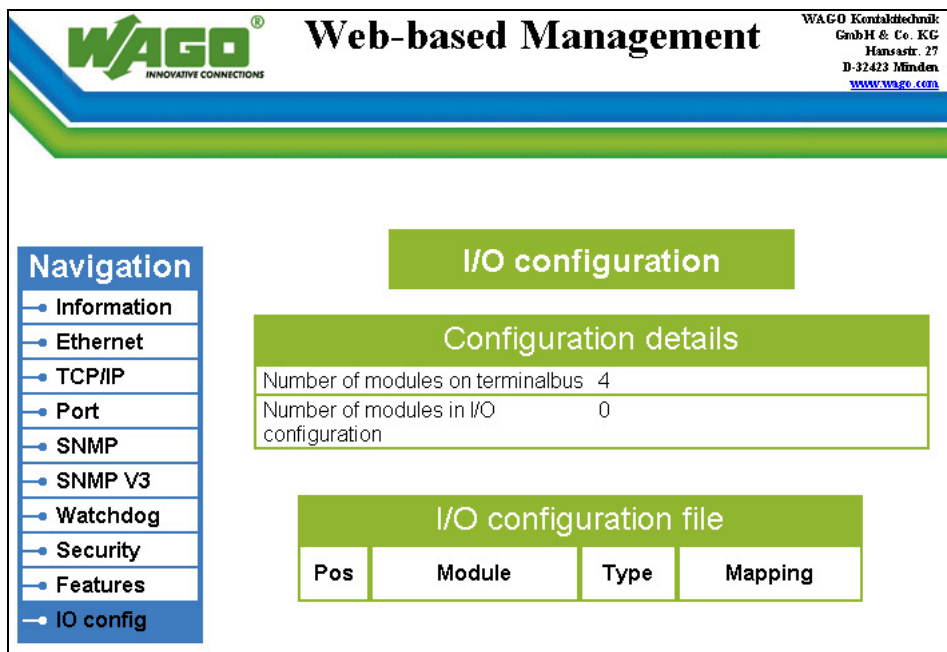 WAGO®
INNOVATIVE CONNECTIONS
Web-based Management
WAGO Kontakttechnik
GmbH & Co. KG
Hansastr. 27
D-32423 Minden
www.wago.com
Navigation
Information
Ethernet
TCP/IP
Port
SNMP
SNMP V3
Watchdog
Security
Features
IO config
I/O configuration
Configuration details
Number of modules on terminalbus 4
Number of modules in I/O 0
configuration
I/O configuration file
Pos Module Type Mapping